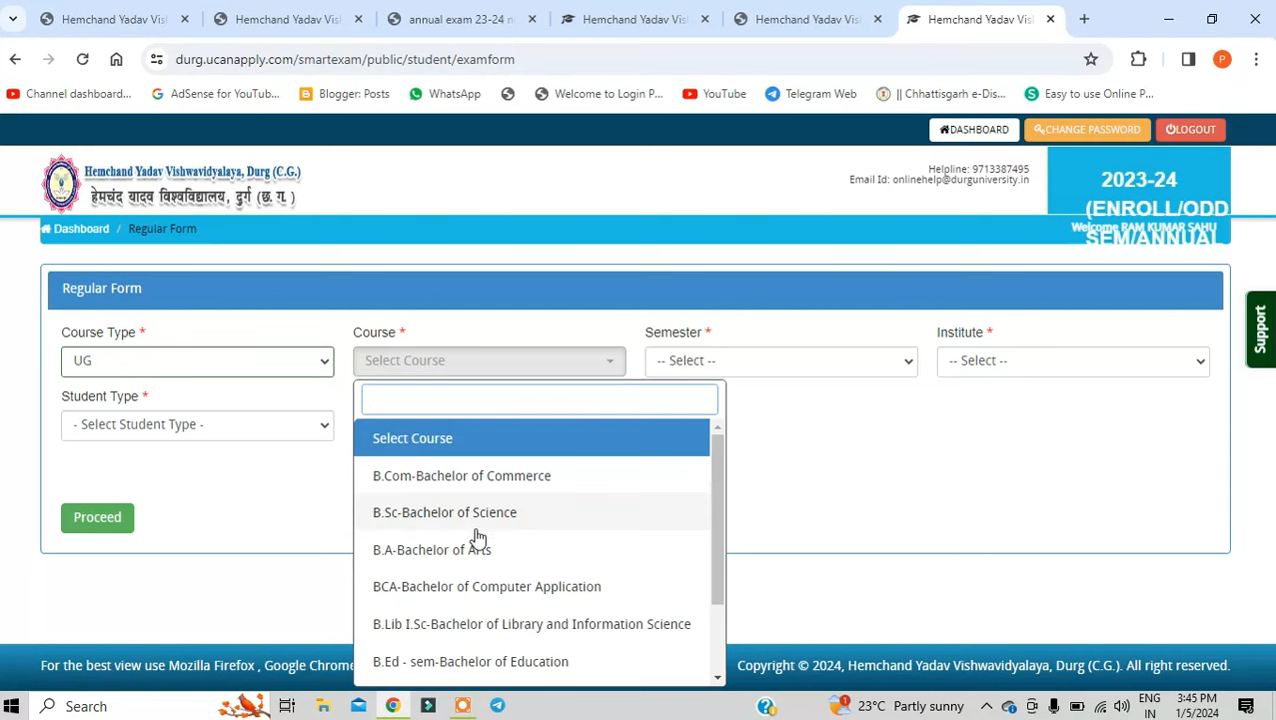 Hemchand Yadav Vis
Hemchand Yadav Vis
annual exam 23-24 n
Hemchand Yadav Vis
Hemchand Yadav Vis
Hemchand Yadav Vis
durg.ucanapply.com/smartexam/public/student/examform
P
Channel dashboard...
AdSense for YouTub...
Blogger: Posts
WhatsApp
Welcome to Login P...
YouTube
Telegram Web
|| Chhattisgarh e-Dis...
Easy to use Online P...
DASHBOARD
CHANGE PASSWORD
LOGOUT
Hemchand Yadav Vishwavidyalaya, Durg (C.G.)
हेमचंद यादव विश्वविद्यालय, दुर्ग (छ. ग.)
Helpline: 9713387495
Email Id: onlinehelp@durguniversity.in
2023-24
(ENROLL/ODD
SEM/ANNUAL
Dashboard / Regular Form
Welcome RAM KUMAR SAHU
Regular Form
Course Type *
Course *
Semester *
Institute *
UG
Select Course
-- Select --
-- Select --
Student Type *
- Select Student Type -
Select Course
B.Com-Bachelor of Commerce
B.Sc-Bachelor of Science
B.A-Bachelor of Arts
BCA-Bachelor of Computer Application
B.Lib I.Sc-Bachelor of Library and Information Science
B.Ed - sem-Bachelor of Education
Proceed
Support
For the best view use Mozilla Firefox , Google Chrome
Copyright © 2024, Hemchand Yadav Vishwavidyalaya, Durg (C.G.). All right reserved.
Search
1
23°C Partly sunny
ENG
IN
3:45 PM
1/5/2024